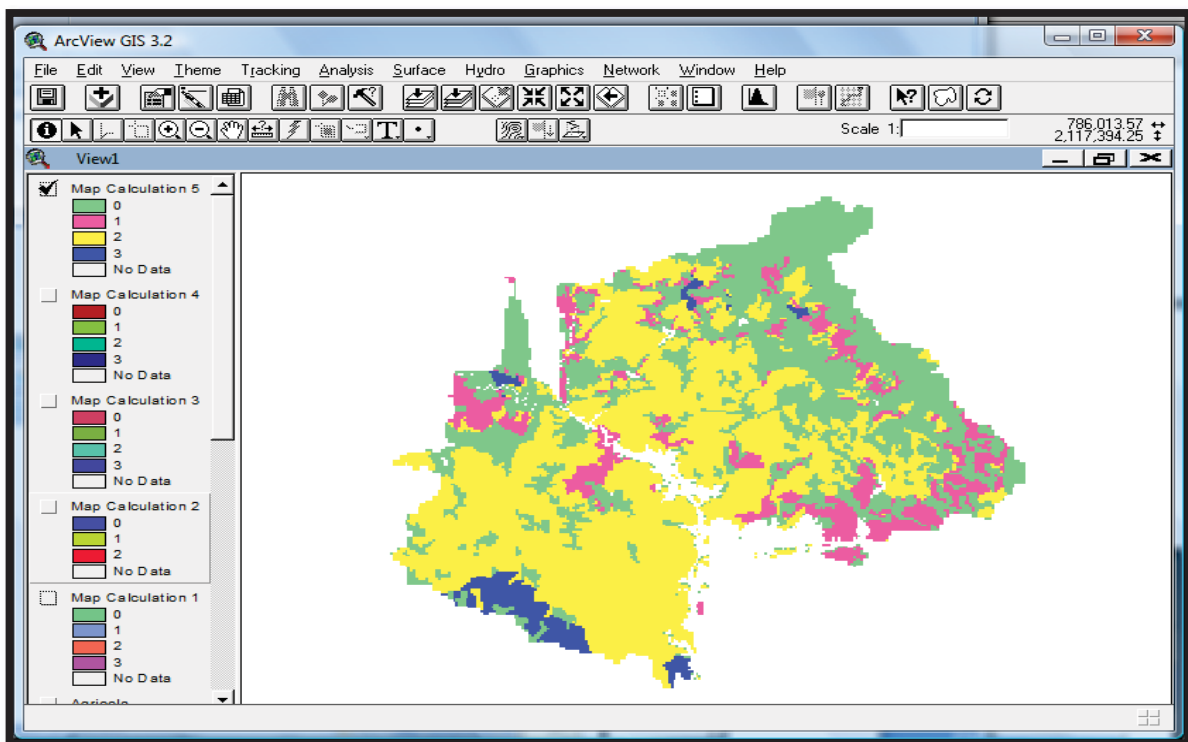 ArcView GIS 3.2
File Edit View Theme Tracking Analysis Surface Hydro Graphics Network Window Help
Scale 1:
786,013.57
2,117,394.25
View1
Map Calculation 5
0
1
2
3
No Data
Map Calculation 4
0
1
2
3
No Data
Map Calculation 3
0
1
2
3
No Data
Map Calculation 2
0
1
2
No Data
Map Calculation 1
0
1
2
3
No Data